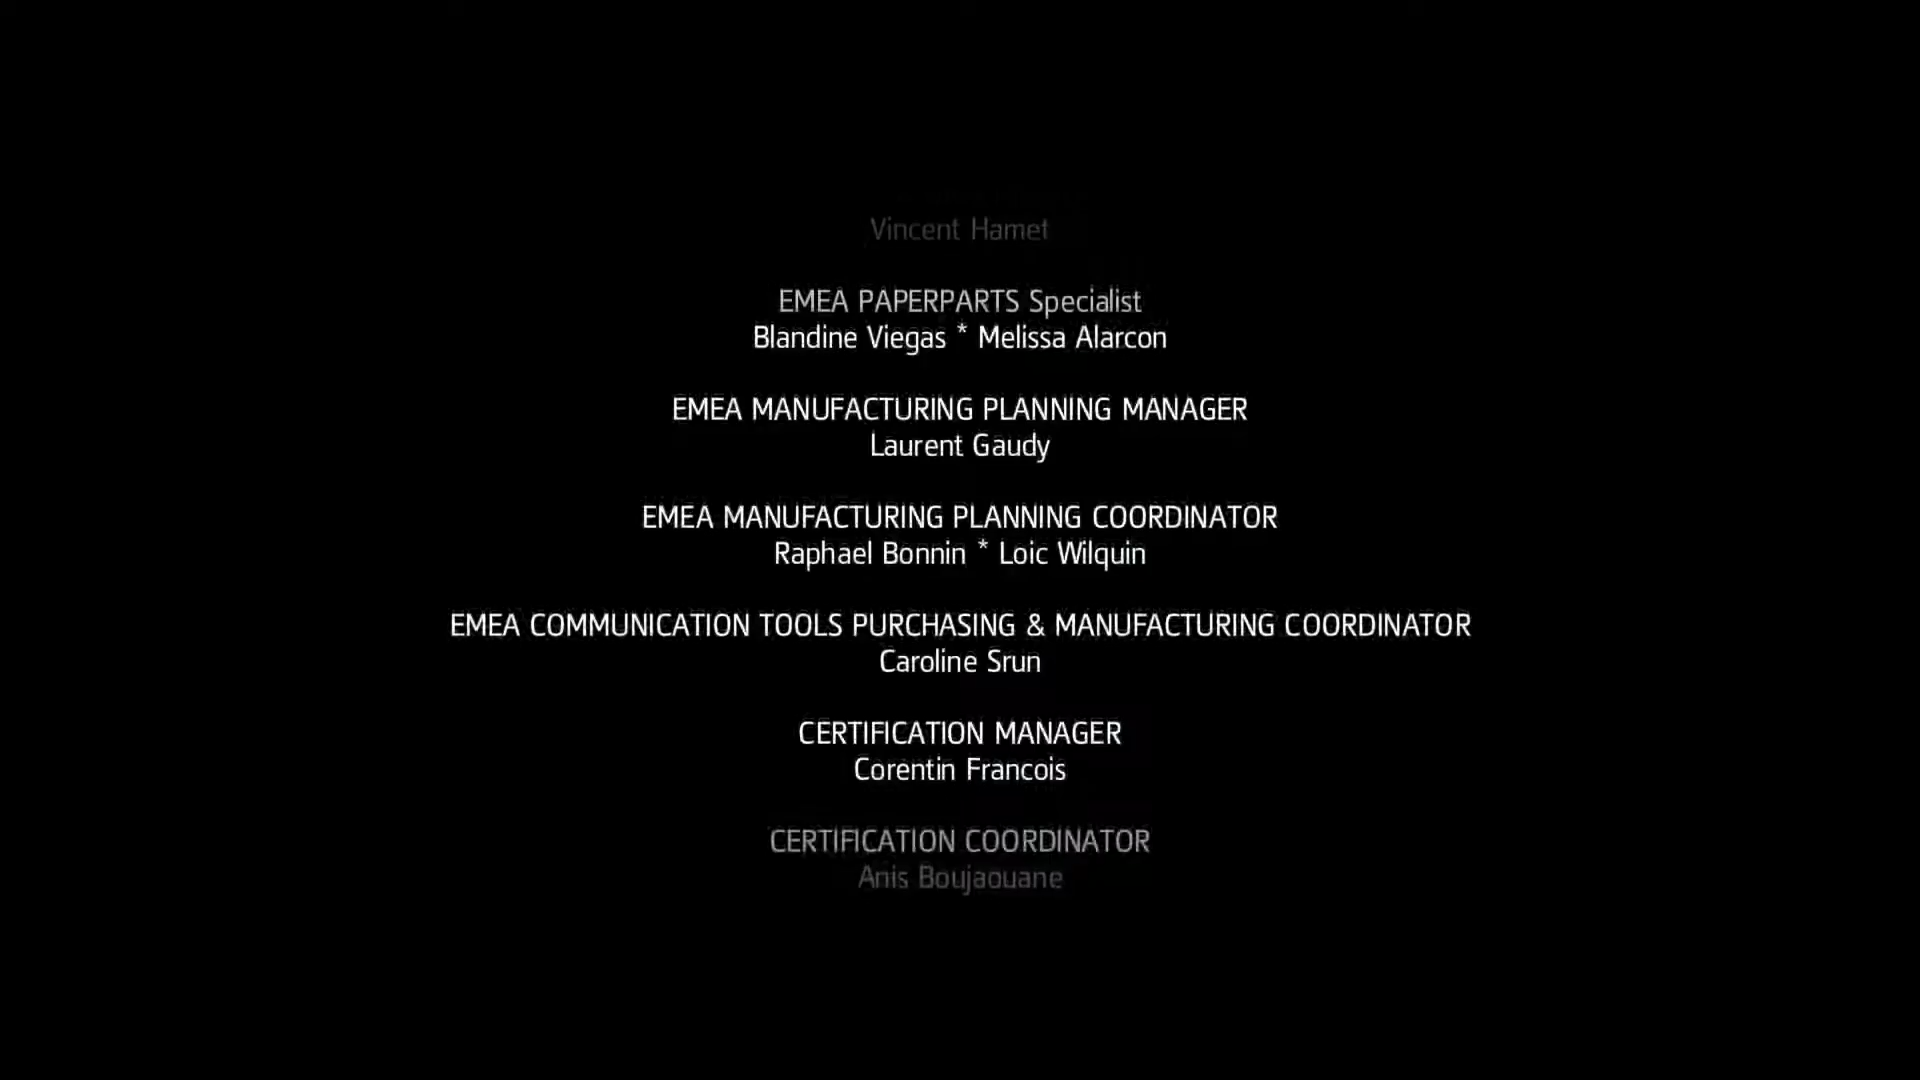 Vincent Hamet
EMEA PAPERPARTS Specialist
Blandine Viegas * Melissa Alarcon
EMEA MANUFACTURING PLANNING MANAGER
Laurent Gaudy
EMEA MANUFACTURING PLANNING COORDINATOR
Raphael Bonnin * Loic Wilquin
EMEA COMMUNICATION TOOLS PURCHASING & MANUFACTURING COORDINATOR
Caroline Srun
CERTIFICATION MANAGER
Corentin Francois
CERTIFICATION COORDINATOR
Anis Boujaouane